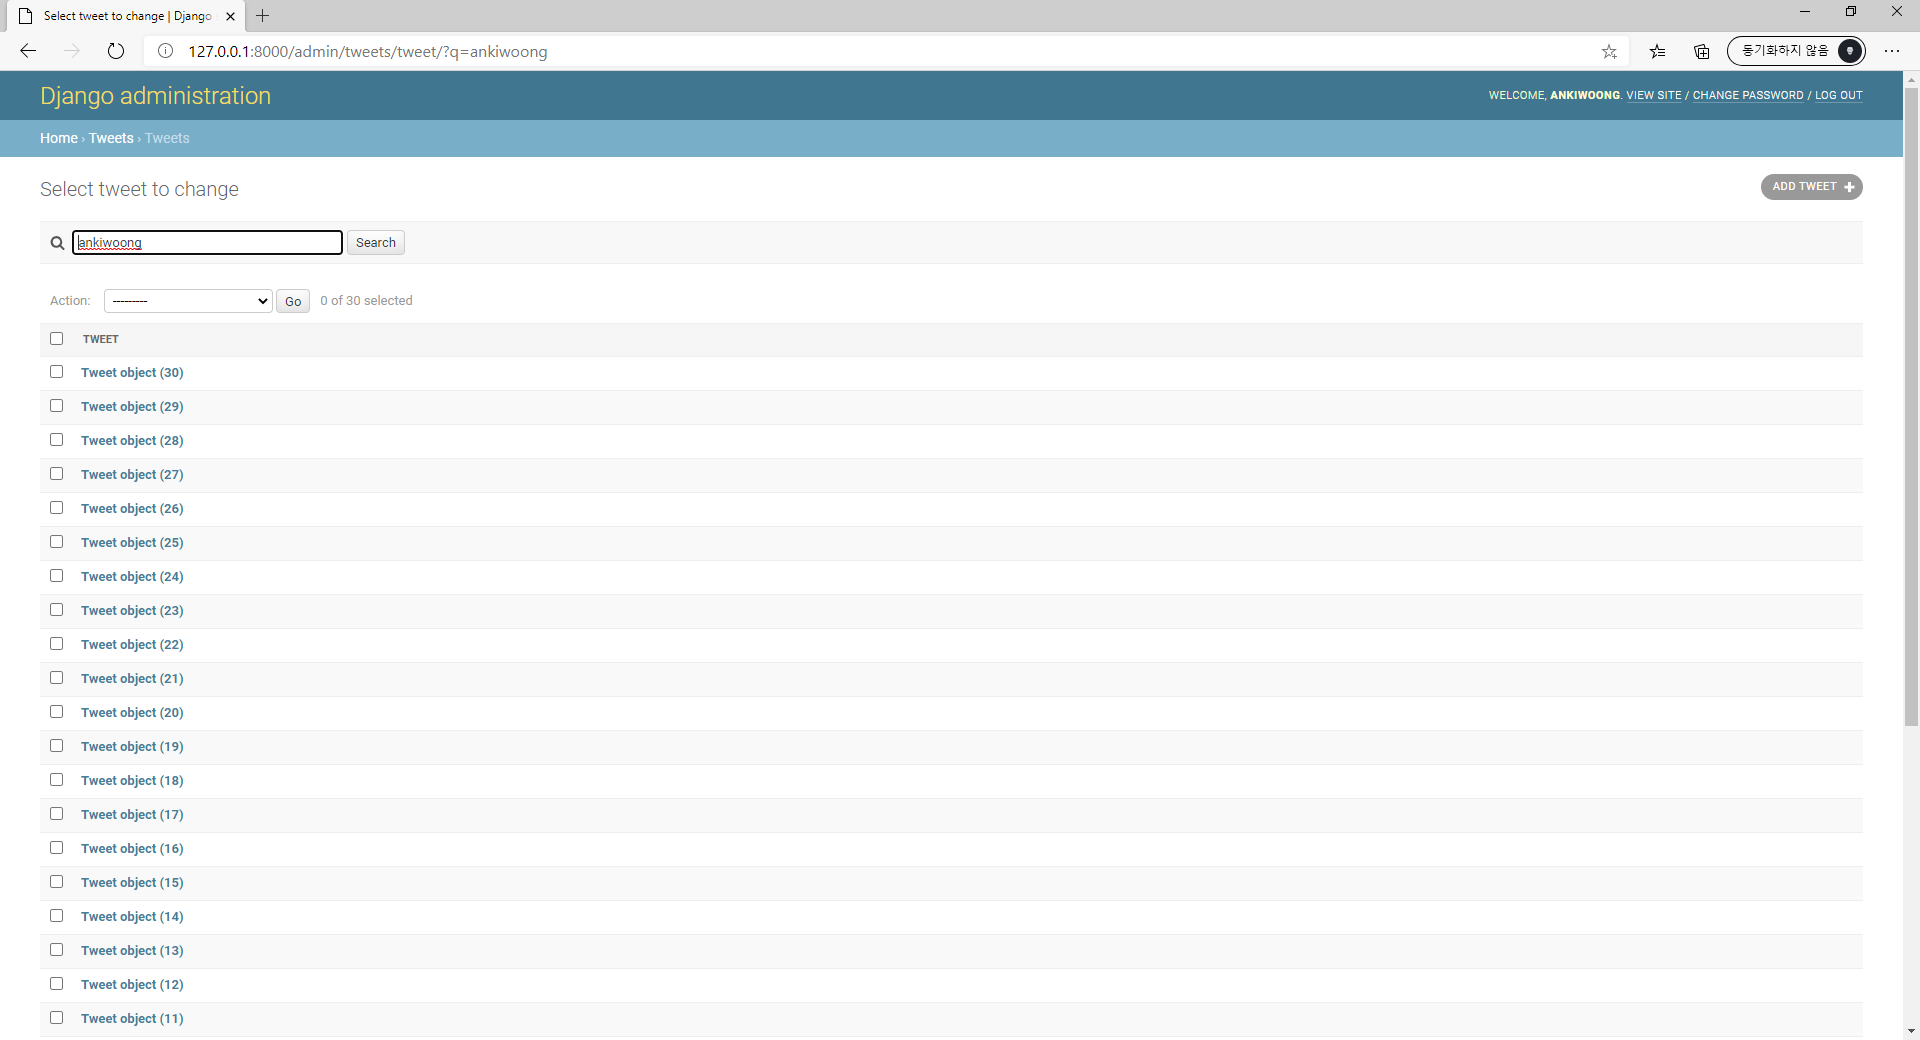 Select tweet to change | Django
127.0.0.1:8000/admin/tweets/tweet/?q=ankiwoong
동기화하지 않음
Django administration
WELCOME, ANKIWOONG. VIEW SITE / CHANGE PASSWORD / LOG OUT
Home › Tweets › Tweets
Select tweet to change
ADD TWEET
ankiwoong
Search
Action:
---------
Go
0 of 30 selected
TWEET
Tweet object (30)
Tweet object (29)
Tweet object (28)
Tweet object (27)
Tweet object (26)
Tweet object (25)
Tweet object (24)
Tweet object (23)
Tweet object (22)
Tweet object (21)
Tweet object (20)
Tweet object (19)
Tweet object (18)
Tweet object (17)
Tweet object (16)
Tweet object (15)
Tweet object (14)
Tweet object (13)
Tweet object (12)
Tweet object (11)